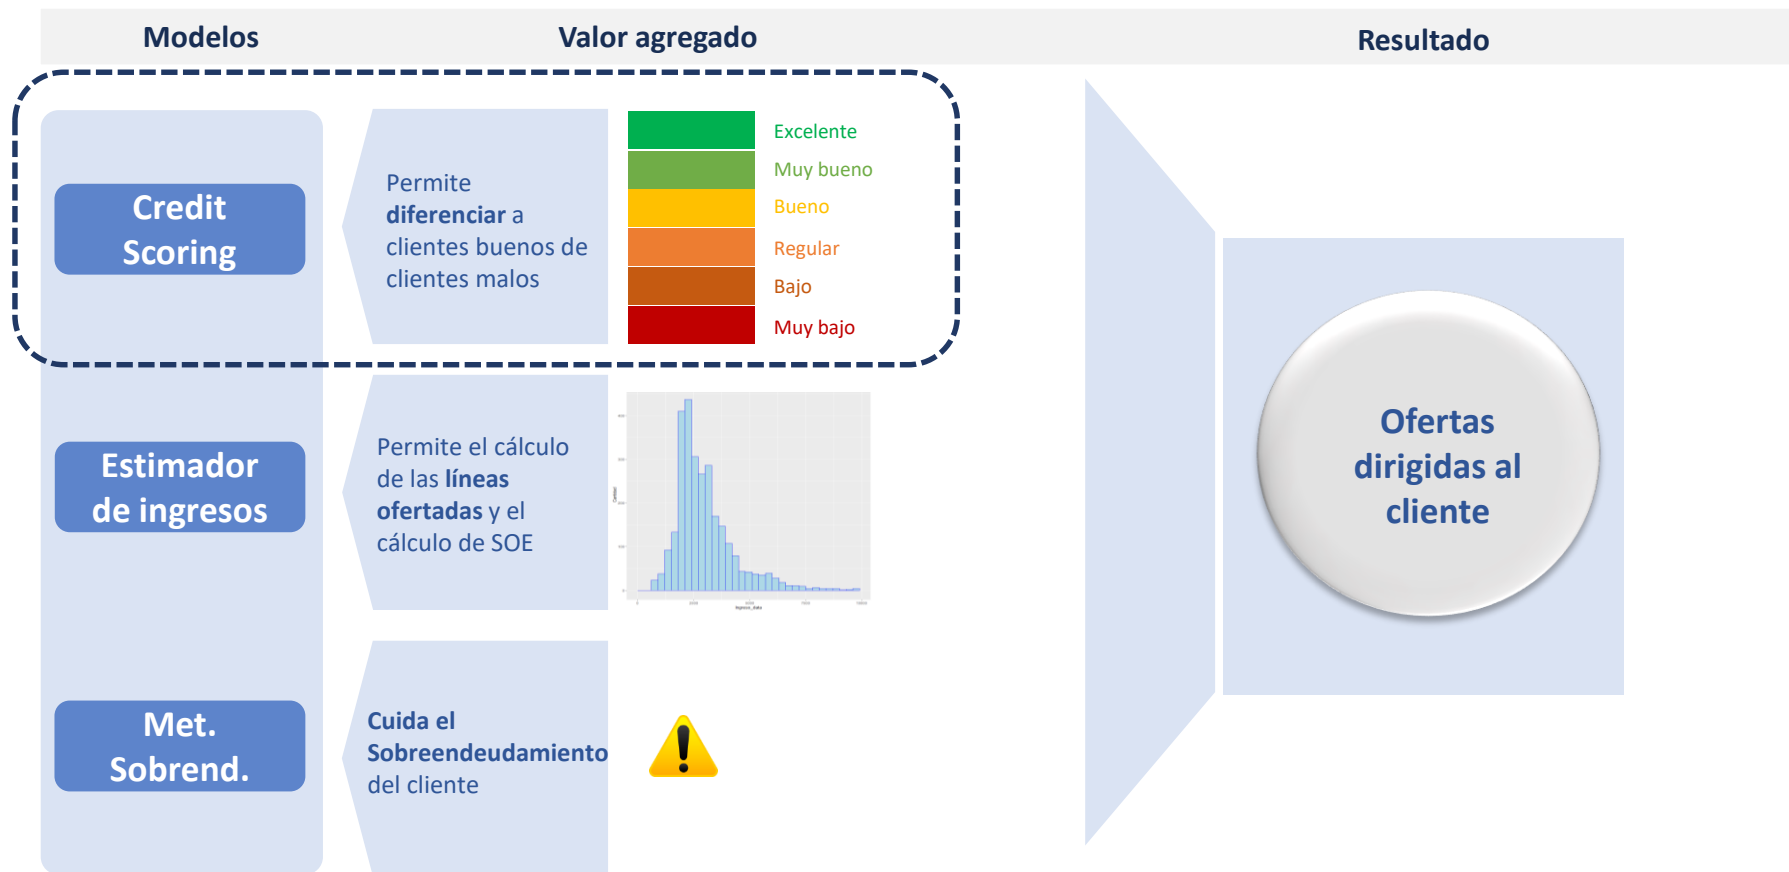 Modelos
Valor agregado
Resultado
Credit
Scoring
Permite
diferenciar a
clientes buenos de
clientes malos
Excelente
Muy bueno
Bueno
Regular
Bajo
Muy bajo
Estimador
de ingresos
Permite el cálculo
de las líneas
ofertadas y el
cálculo de SOE
Met.
Sobrend.
Cuida el
Sobreendeudamiento
del cliente
Ofertas
dirigidas al
cliente